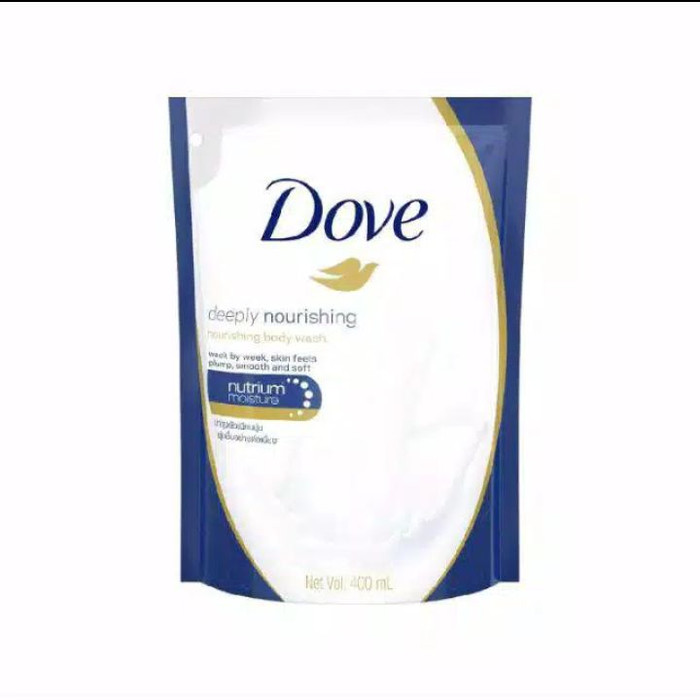 Dove
deeply nourishing
nourishing body wash
week by week, skin feels
plump, smooth and soft
nutrium
moisture
Net Vol. 400 mL